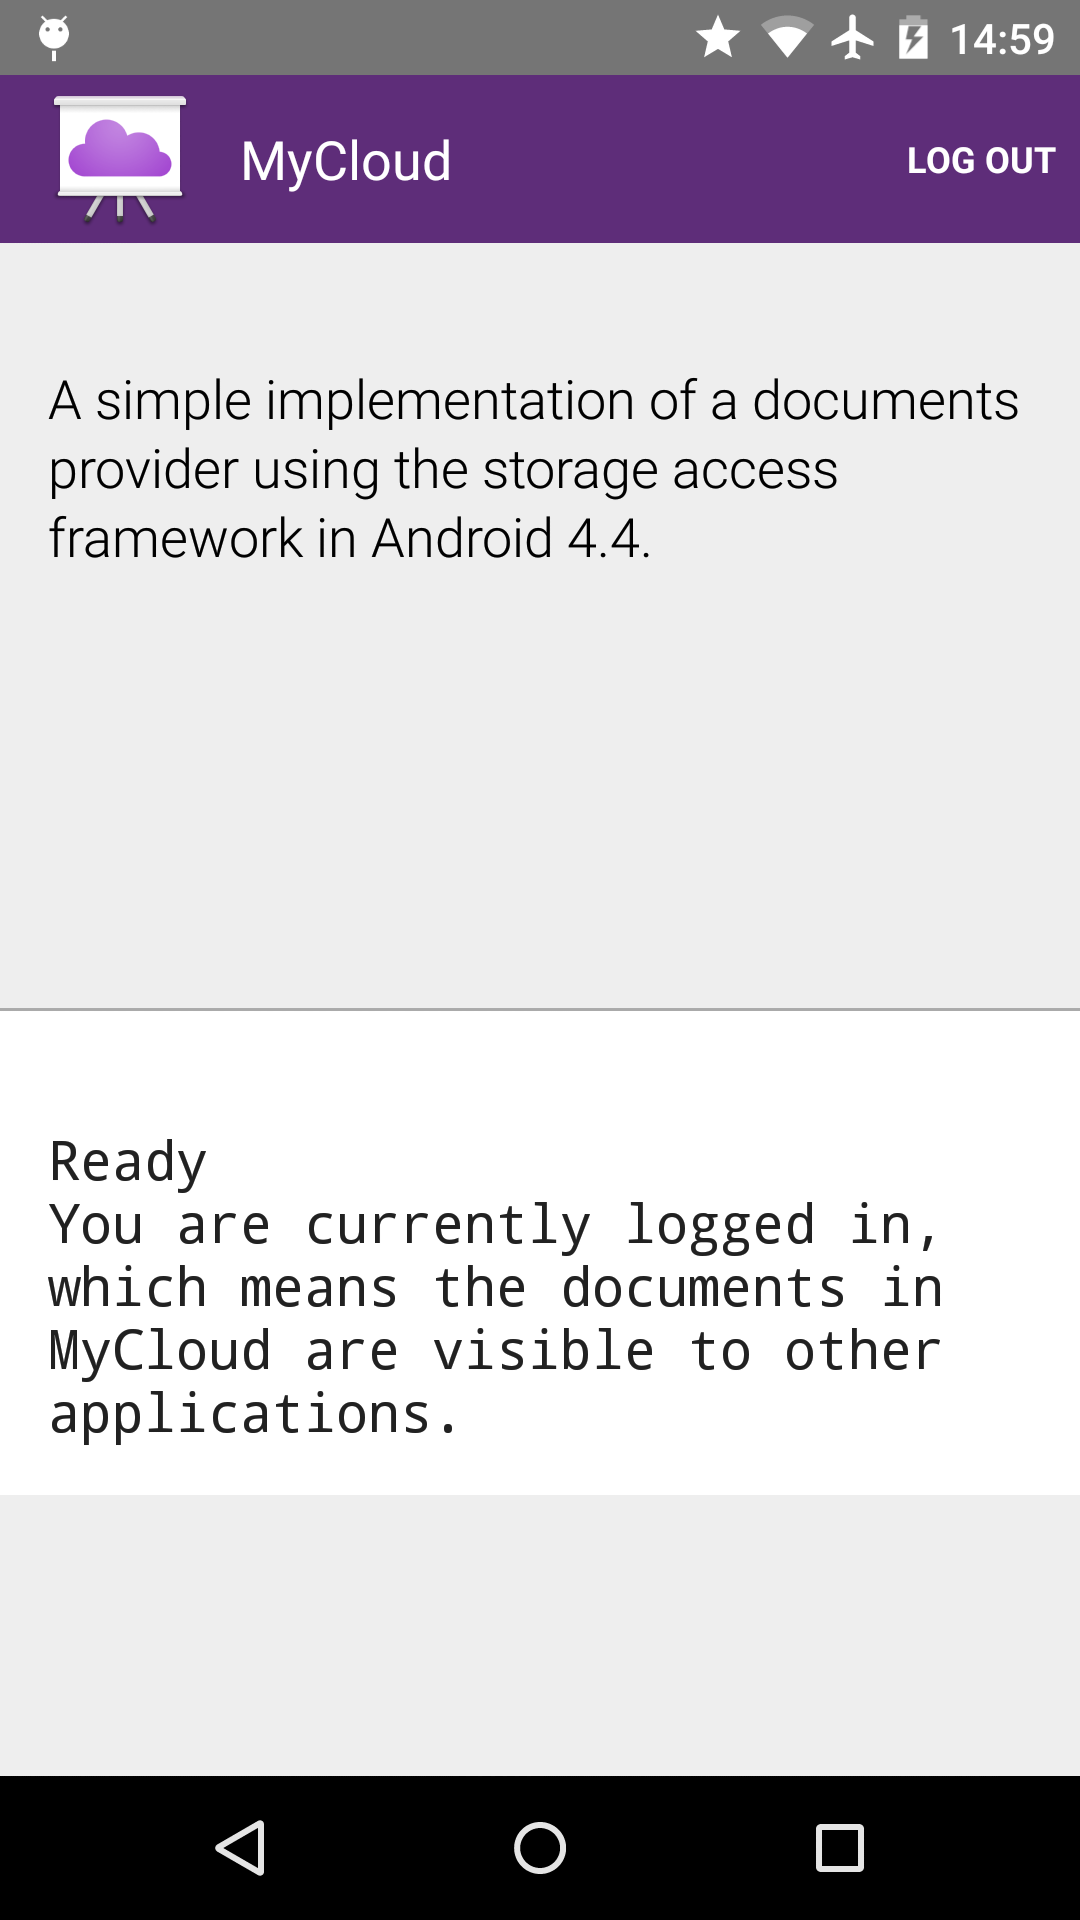 14:59
MyCloud
LOG OUT
A simple implementation of a documents
provider using the storage access
framework in Android 4.4.
Ready
You are currently logged in,
which means the documents in
MyCloud are visible to other
applications.